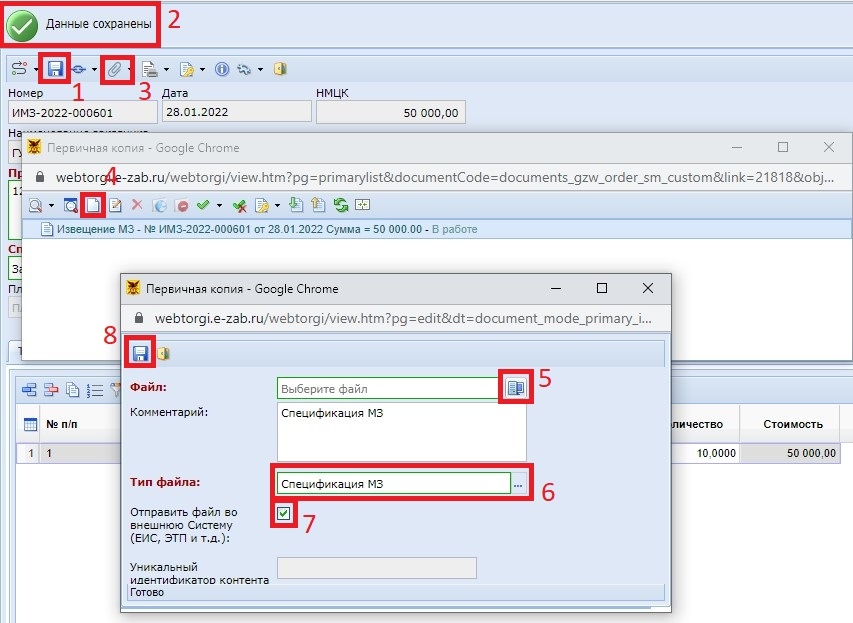 Данные сохранены
2
1
3
Номер
Дата
НМЦК
ИМЗ-2022-000601
28.01.2022
50 000,00
Первичная копия - Google Chrome
4
webtorgi.e-zab.ru/webtorgi/view.htm?pg=primarylist&documentCode=documents_gzw_order_sm_custom&link=21818&obj...
Извещение МЗ - № ИМЗ-2022-000601 от 28.01.2022 Сумма = 50 000.00 - В работе
Первичная копия - Google Chrome
webtorgi.e-zab.ru/webtorgi/view.htm?pg=edit&dt=document_mode_primary_i...
8
Файл:
Выберите файл
5
Комментарий:
Спецификация МЗ
Тип файла:
Спецификация МЗ
...
6
Отправить файл во
внешнюю Систему
(ЕИС, ЭТП и т.д.):
7
Уникальный
идентификатор контента
Готово
№ п/п
личество
Стоимость
1
1
10,0000
50 000,00